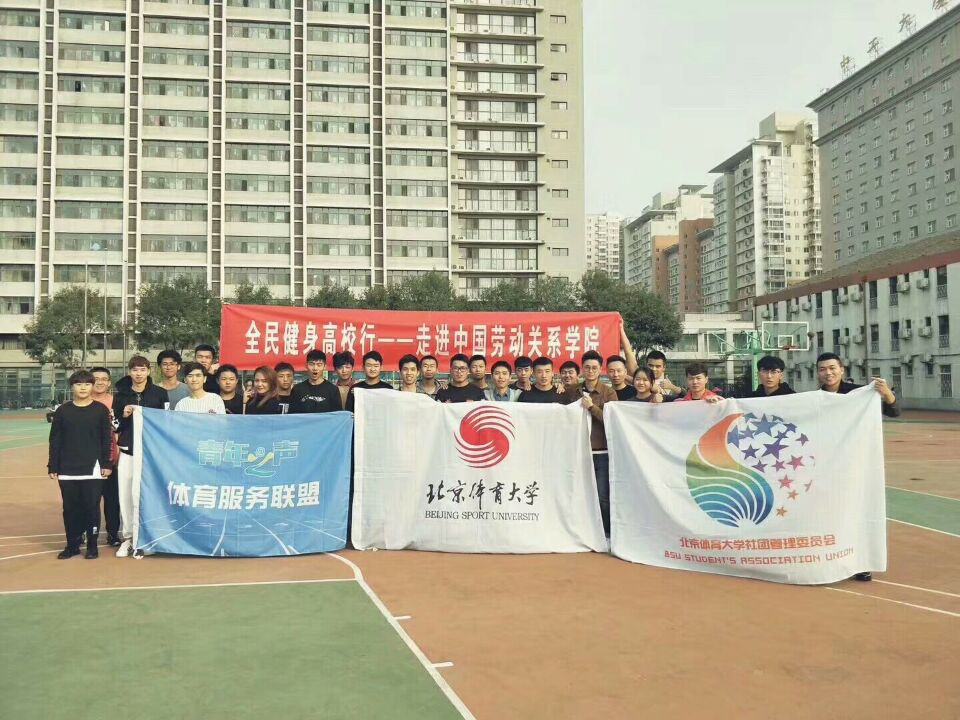 全民健身高校行——走进中国劳动关系学院
青年之声
体育服务联盟
北京体育大学
BEIJING SPORT UNIVERSITY
北京体育大学社团管理委员会
BSU STUDENT'S ASSOCIATION UNION